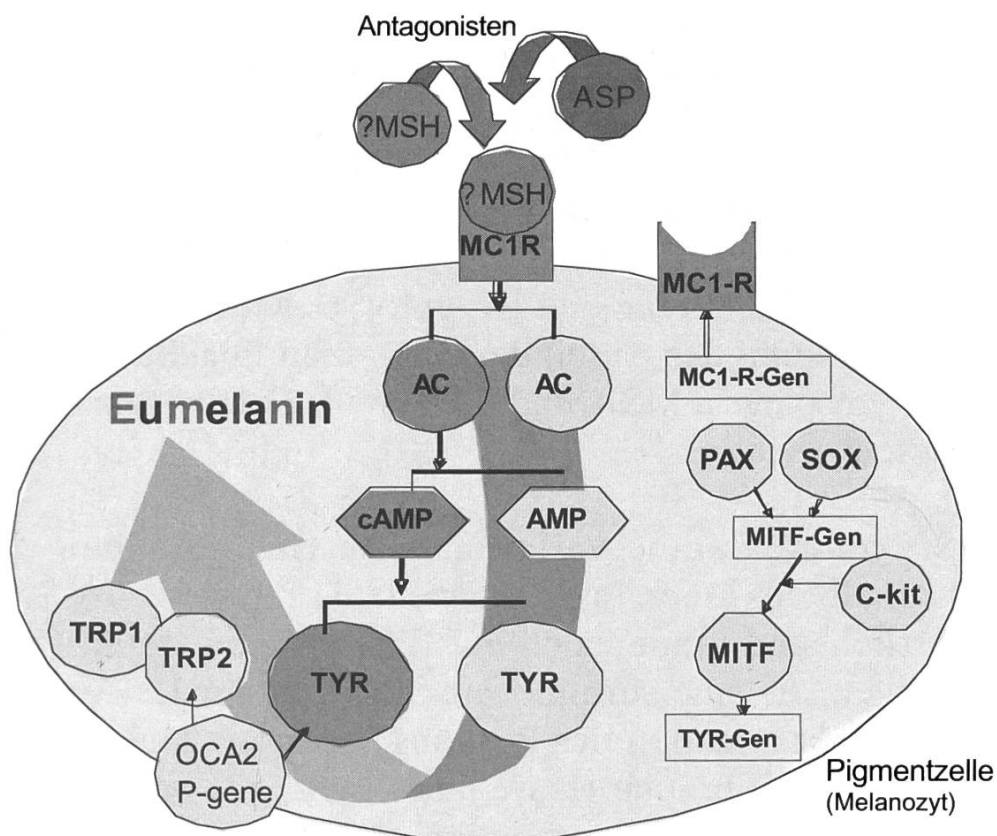 Antagonisten
?MSH
ASP
? MSH
MC1R
MC1-R
AC
AC
MC1-R-Gen
Eumelanin
PAX
SOX
cAMP
AMP
MITF-Gen
C-kit
TRP1
TRP2
TYR
TYR
MITF
OCA2
P-gene
TYR-Gen
Pigmentzelle
(Melanozyt)